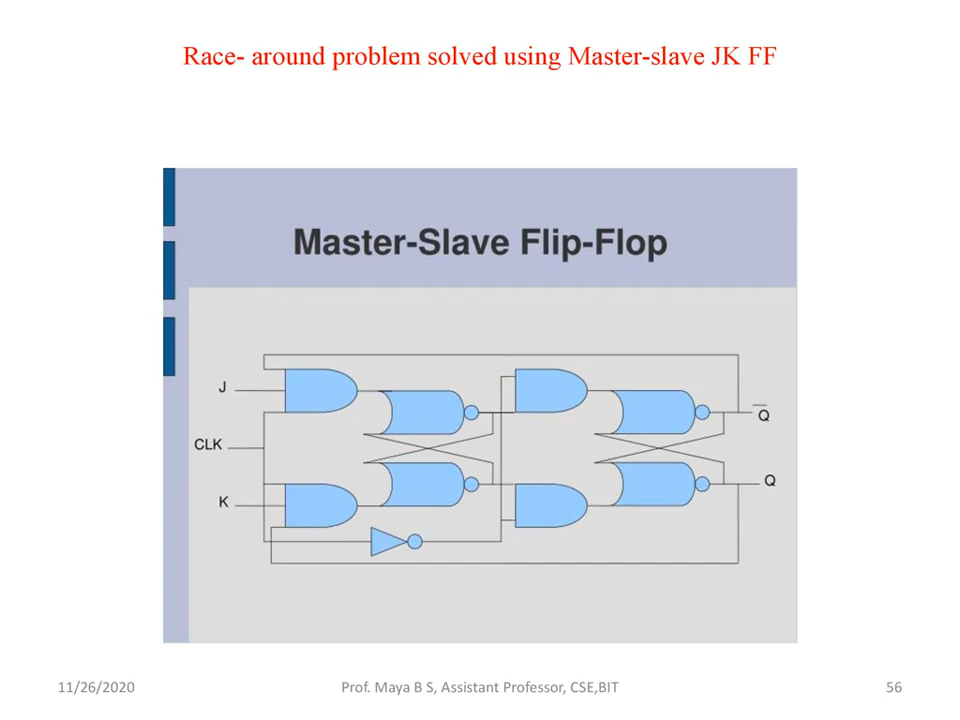 Race- around problem solved using Master-slave JK FF
Master-Slave Flip-Flop
J
CLK
K
Q̅
Q
11/26/2020
Prof. Maya B S, Assistant Professor, CSE,BIT
56